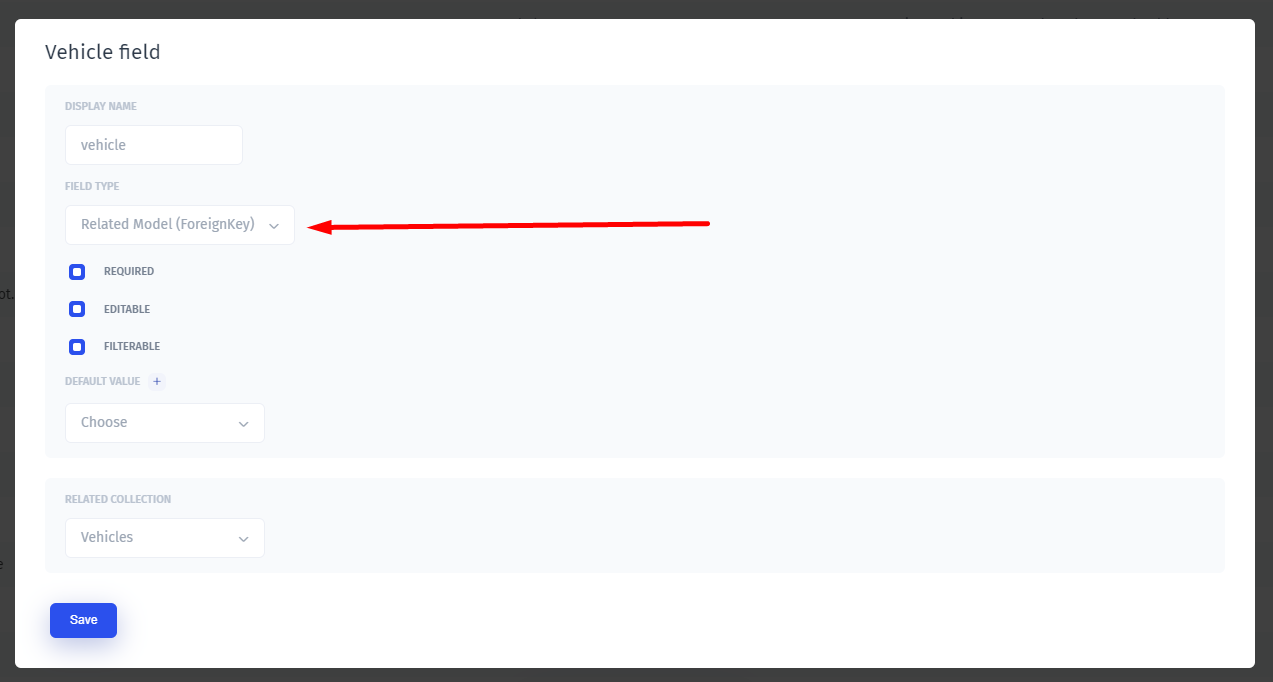 Vehicle field
DISPLAY NAME
vehicle
FIELD TYPE
Related Model (ForeignKey)
REQUIRED
EDITABLE
FILTERABLE
DEFAULT VALUE +
Choose
RELATED COLLECTION
Vehicles
Save
ot.
e